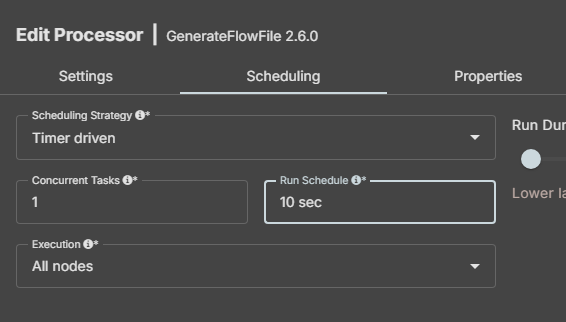 Edit Processor | GenerateFlowFile 2.6.0
Settings Scheduling Properties
Scheduling Strategy *
Timer driven
Run Dur
Concurrent Tasks * Run Schedule *
1 10 sec
Lower la
Execution *
All nodes